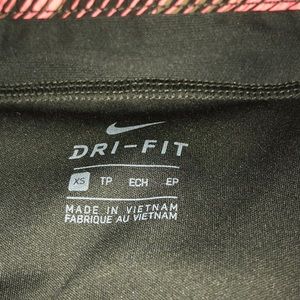 DRI-FIT
XS TP ECH EP
MADE IN VIETNAM
FABRIQUE AU VIETNAM